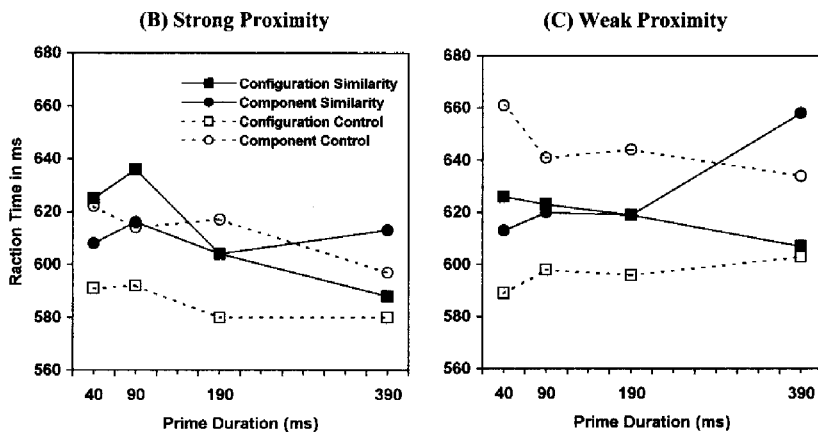 (B) Strong Proximity
680
660
640
620
600
580
560
Raction Time in ms
Configuration Similarity
Component Similarity
Configuration Control
Component Control
40 90 190 390
Prime Duration (ms)
(C) Weak Proximity
680
660
640
620
600
580
560
40 90 190 390
Prime Duration (ms)